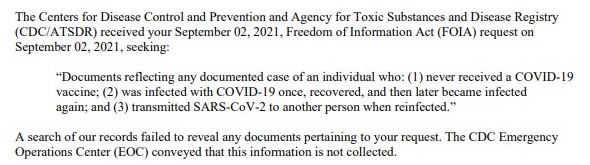 The Centers for Disease Control and Prevention and Agency for Toxic Substances and Disease Registry
(CDC/ATSDR) received your September 02, 2021, Freedom of Information Act (FOIA) request on
September 02, 2021, seeking:
“Documents reflecting any documented case of an individual who: (1) never received a COVID-19
vaccine; (2) was infected with COVID-19 once, recovered, and then later became infected
again; and (3) transmitted SARS-CoV-2 to another person when reinfected.”
A search of our records failed to reveal any documents pertaining to your request. The CDC Emergency
Operations Center (EOC) conveyed that this information is not collected.